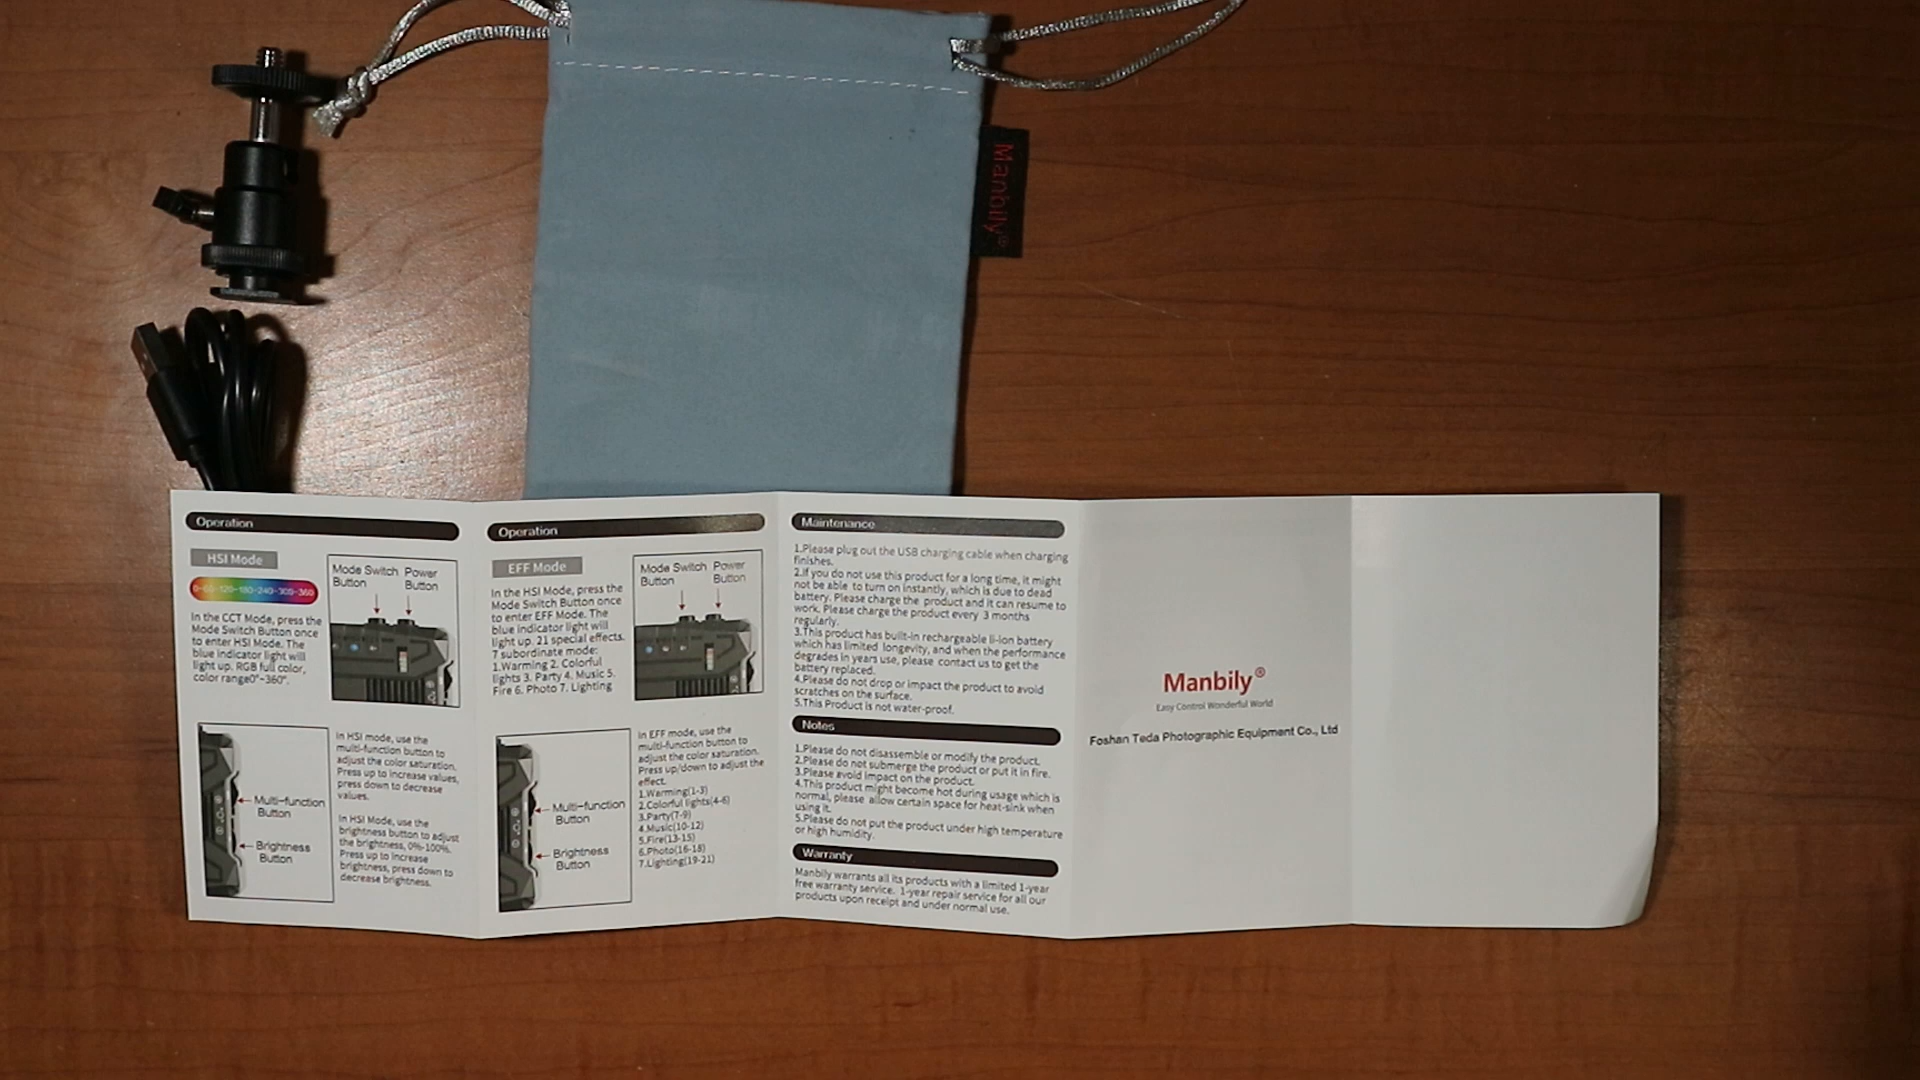 Manbily®
Operation
HSI Mode
0-60-120-180-240-300-360
Mode Switch Button
Power Button
In the CCT Mode, press the
Mode Switch Button once
to enter HSI Mode. The
blue indicator light will
light up. RGB full color,
color range0°-360°.
Multi-function
Button
Brightness
Button
In HSI mode, use the
multi-function button to
adjust the color saturation.
Press up to increase values,
press down to decrease
values.
In HSI Mode, use the
brightness button to adjust
the brightness, 0%-100%.
Press up to increase
brightness, press down to
decrease brightness.
Operation
EFF Mode
In the HSI Mode, press the
Mode Switch Button once
to enter EFF Mode. The
blue indicator light will
light up. 21 special effects.
7 subordinate mode:
1.Warming 2. Colorful
lights 3. Party 4. Music 5.
Fire 6. Photo 7. Lighting
Mode Switch Button
Power Button
Multi-function
Button
Brightness
Button
In EFF mode, use the
multi-function button to
adjust the color saturation.
Press up/down to adjust the
effect.
1.Warming(1-3)
2.Colorful lights(4-6)
3.Party(7-9)
4.Music(10-12)
5.Fire(13-15)
6.Photo(16-18)
7.Lighting(19-21)
Maintenance
1.Please plug out the USB charging cable when charging
finishes.
2.If you do not use this product for a long time, it might
not be able to turn on instantly, which is due to dead
battery. Please charge the product and it can resume to
work. Please charge the product every 3 months
regularly.
3.This product has built-in rechargeable li-ion battery
which has limited longevity, and when the performance
degrades in years use, please contact us to get the
battery replaced.
4.Please do not drop or impact the product to avoid
scratches on the surface.
5.This Product is not water-proof.
Notes
1.Please do not disassemble or modify the product.
2.Please do not submerge the product or put it in fire.
3.Please avoid impact on the product.
4.This product might become hot during usage which is
normal, please allow certain space for heat-sink when
using it.
5.Please do not put the product under high temperature
or high humidity.
Warranty
Manbily warrants all its products with a limited 1-year
free warranty service. 1-year repair service for all our
products upon receipt and under normal use.
Manbily®
Easy Control Wonderful World
Foshan Teda Photographic Equipment Co., Ltd